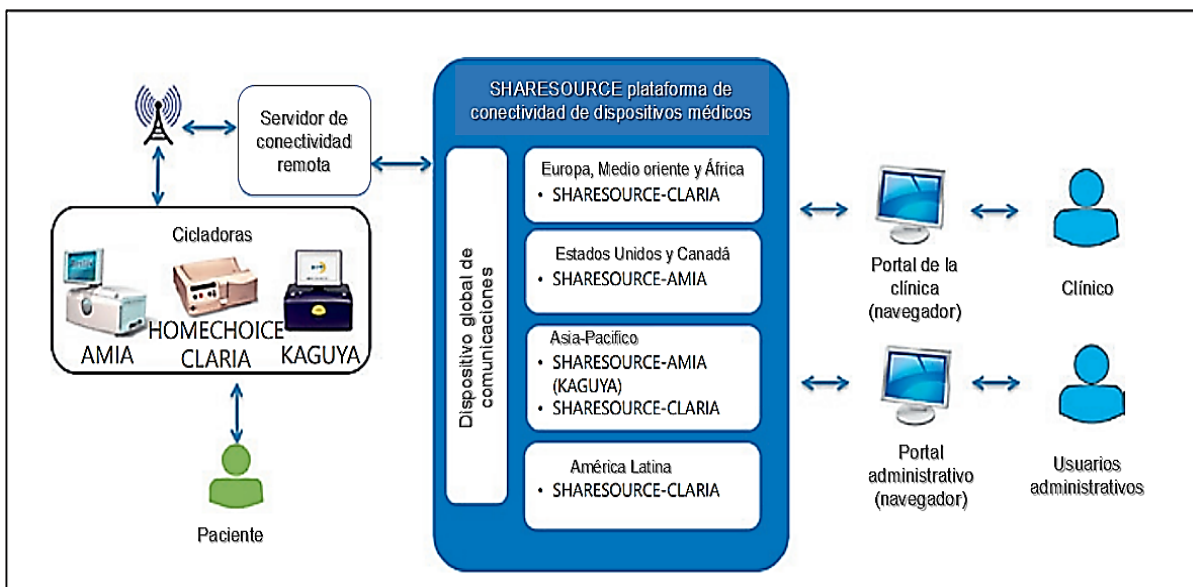 SHARESOURCE plataforma de
conectividad de dispositivos médicos
Servidor de
conectividad
remota
Cicladoras
AMIA
HOMECHOICE
CLARIA
KAGUYA
Paciente
Dispositivo global de
comunicaciones
Europa, Medio oriente y África
• SHARESOURCE-CLARIA
Estados Unidos y Canadá
• SHARESOURCE-AMIA
Asia-Pacifico
• SHARESOURCE-AMIA
(KAGUYA)
• SHARESOURCE-CLARIA
América Latina
• SHARESOURCE-CLARIA
Portal de la
clínica
(navegador)
Clínico
Portal
administrativo
(navegador)
Usuarios
administrativos